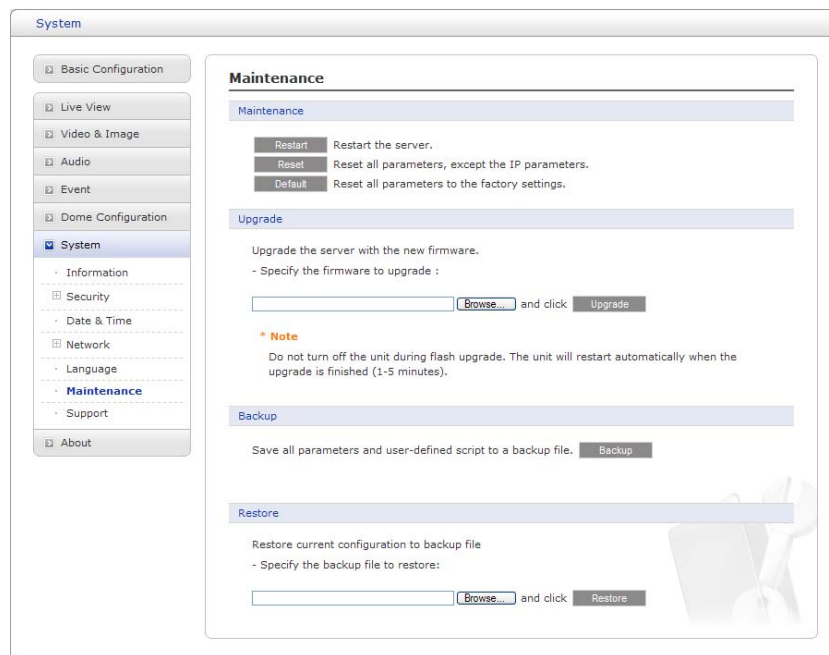 System
Basic Configuration
Live View
Video & Image
Audio
Event
Dome Configuration
System
Information
Security
Date & Time
Network
Language
Maintenance
Support
About
Maintenance
Maintenance
Restart Restart the server.
Reset Reset all parameters, except the IP parameters.
Default Reset all parameters to the factory settings.
Upgrade
Upgrade the server with the new firmware.
- Specify the firmware to upgrade :
Browse... and click Upgrade
* Note
Do not turn off the unit during flash upgrade. The unit will restart automatically when the
upgrade is finished (1-5 minutes).
Backup
Save all parameters and user-defined script to a backup file. Backup
Restore
Restore current configuration to backup file
- Specify the backup file to restore:
Browse... and click Restore